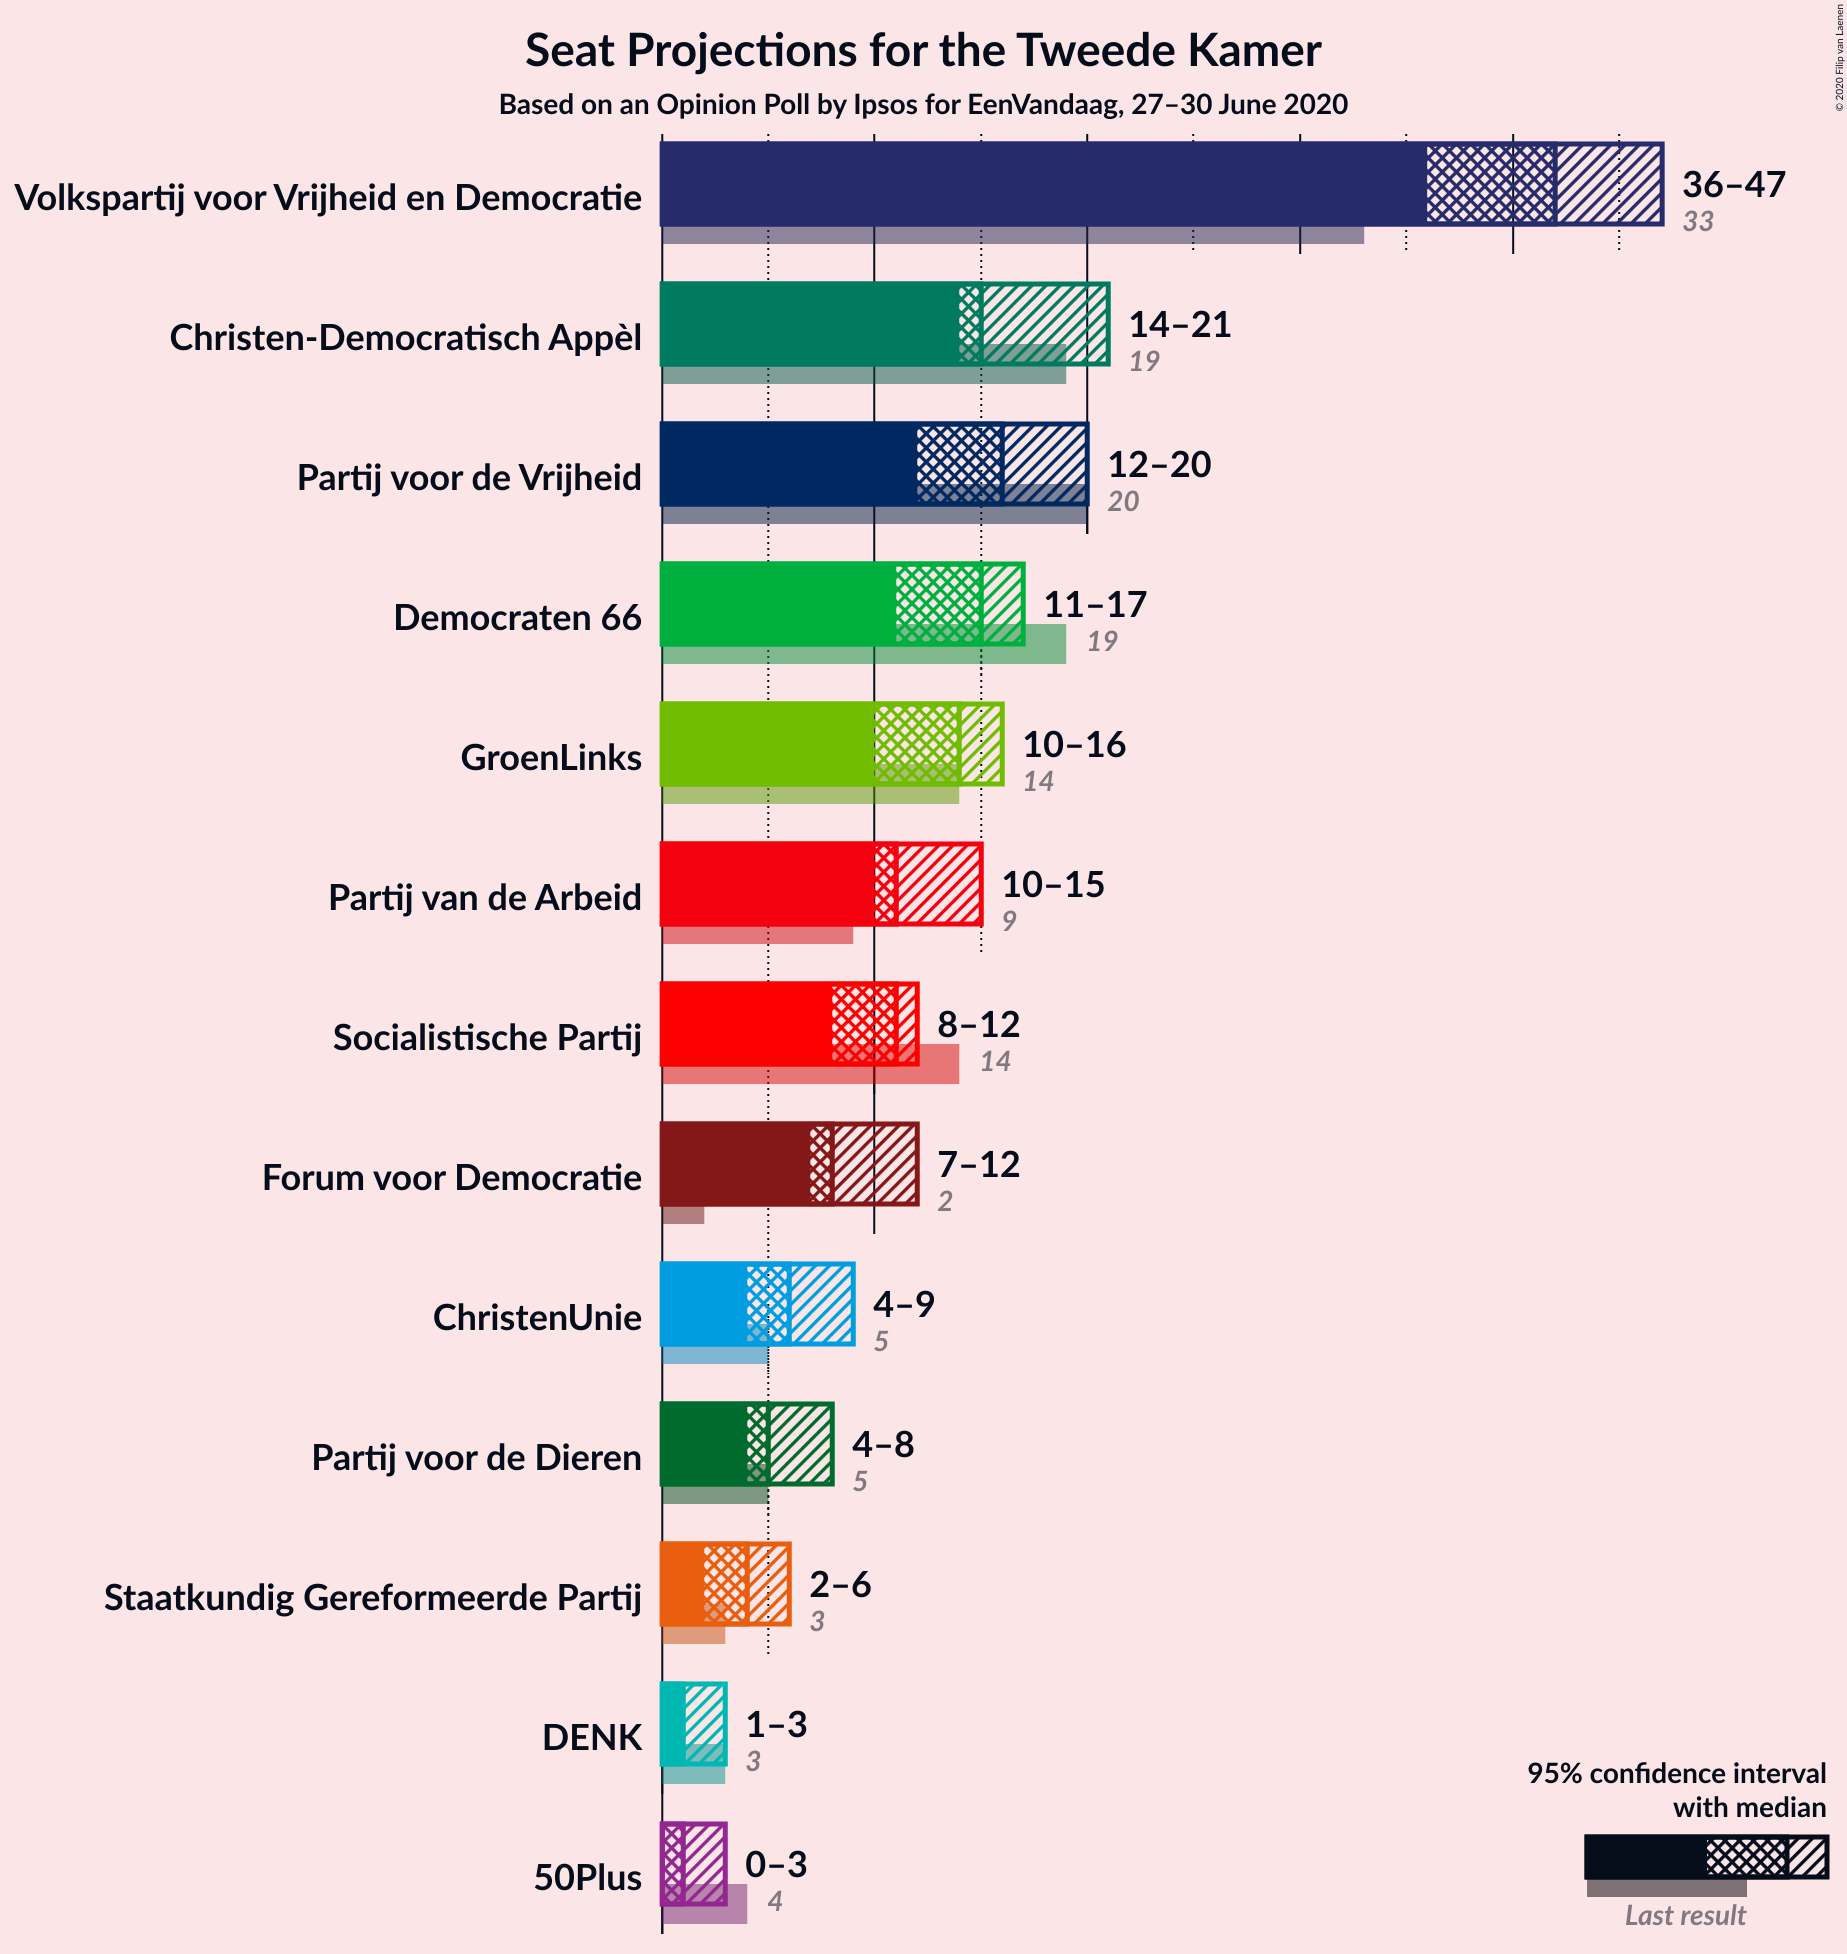 Seat Projections for the Tweede Kamer
Based on an Opinion Poll by Ipsos for EenVandaag, 27–30 June 2020
© 2020 Filip van Laenen
Volkspartij voor Vrijheid en Democratie
36–47
33
Christen-Democratisch Appèl
14–21
19
Partij voor de Vrijheid
12–20
20
Democraten 66
11–17
19
GroenLinks
10–16
14
Partij van de Arbeid
10–15
9
Socialistische Partij
8–12
14
Forum voor Democratie
7–12
2
ChristenUnie
4–9
5
Partij voor de Dieren
4–8
5
Staatkundig Gereformeerde Partij
2–6
3
DENK
1–3
3
50Plus
0–3
4
95% confidence interval
with median
Last result